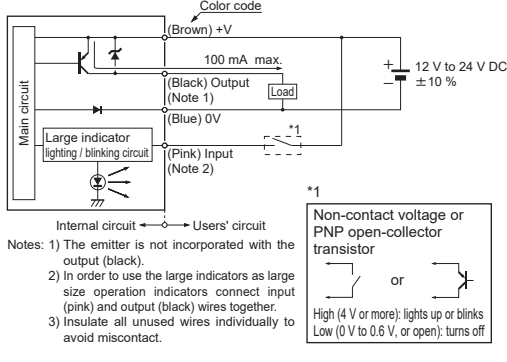 Color code
(Brown) +V
100 mA max.
12 V to 24 V DC
±10 %
+
−
(Black) Output
(Note 1)
Load
(Blue) 0V
Main circuit
Large indicator
lighting / blinking circuit
*1
(Pink) Input
(Note 2)
Internal circuit
Users' circuit
Notes: 1) The emitter is not incorporated with the
output (black).
2) In order to use the large indicators as large
size operation indicators connect input
(pink) and output (black) wires together.
3) Insulate all unused wires individually to
avoid miscontact.
*1
Non-contact voltage or
PNP open-collector
transistor
or
High (4 V or more): lights up or blinks
Low (0 V to 0.6 V, or open): turns off